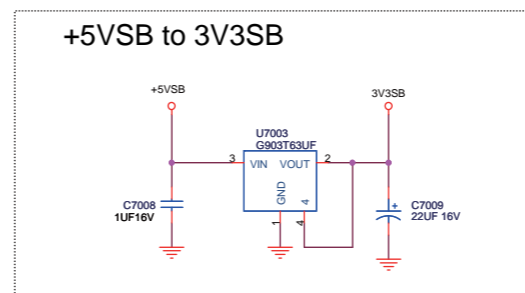 +5VSB to 3V3SB
+5VSB
3V3SB
U7003
G903T63UF
3
VIN
VOUT
2
GND
4
1
4
C7008
1UF16V
+
C7009
22UF 16V